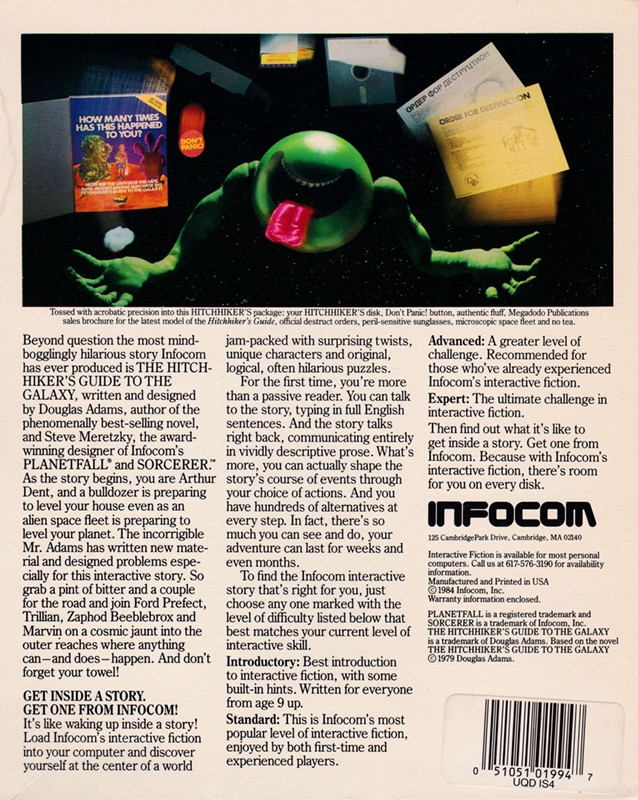 HOW MANY TIMES
HAS THIS HAPPENED
TO YOU?
DON'T
PANIC!
ОРДЕР ФОР ДЕСТРУЦТИОН
ORDER FOR DESTRUCTION
Tossed with acrobatic precision into this HITCHHIKER'S package: your HITCHHIKER'S disk, Don't Panic! button, authentic fluff, Megadodo Publications
sales brochure for the latest model of the Hitchhiker's Guide, official destruct orders, peril-sensitive sunglasses, microscopic space fleet and no tea.
Beyond question the most mind-
bogglingly hilarious story Infocom
has ever produced is THE HITCH-
HIKER'S GUIDE TO THE
GALAXY, written and designed
by Douglas Adams, author of the
phenomenally best-selling novel,
and Steve Meretzky, the award-
winning designer of Infocom's
PLANETFALL® and SORCERER.™
As the story begins, you are Arthur
Dent, and a bulldozer is preparing
to level your house even as an
alien space fleet is preparing to
level your planet. The incorrigible
Mr. Adams has written new mate-
rial and designed problems espe-
cially for this interactive story. So
grab a pint of bitter and a couple
for the road and join Ford Prefect,
Trillian, Zaphod Beeblebrox and
Marvin on a cosmic jaunt into the
outer reaches where anything
can—and does—happen. And don't
forget your towel!
GET INSIDE A STORY.
GET ONE FROM INFOCOM!
It's like waking up inside a story!
Load Infocom's interactive fiction
into your computer and discover
yourself at the center of a world
jam-packed with surprising twists,
unique characters and original,
logical, often hilarious puzzles.
For the first time, you're more
than a passive reader. You can talk
to the story, typing in full English
sentences. And the story talks
right back, communicating entirely
in vividly descriptive prose. What's
more, you can actually shape the
story's course of events through
your choice of actions. And you
have hundreds of alternatives at
every step. In fact, there's so
much you can see and do, your
adventure can last for weeks and
even months.
To find the Infocom interactive
story that's right for you, just
choose any one marked with the
level of difficulty listed below that
best matches your current level of
interactive skill.
Introductory: Best introduction
to interactive fiction, with some
built-in hints. Written for everyone
from age 9 up.
Standard: This is Infocom's most
popular level of interactive fiction,
enjoyed by both first-time and
experienced players.
Advanced: A greater level of
challenge. Recommended for
those who've already experienced
Infocom's interactive fiction.
Expert: The ultimate challenge in
interactive fiction.
Then find out what it's like to
get inside a story. Get one from
Infocom. Because with Infocom's
interactive fiction, there's room
for you on every disk.
INFOCOM
125 CambridgePark Drive, Cambridge, MA 02140
Interactive Fiction is available for most personal
computers. Call us at 617-576-3190 for availability
information.
Manufactured and Printed in USA
©1984 Infocom, Inc.
Warranty information enclosed.
PLANETFALL is a registered trademark and
SORCERER is a trademark of Infocom, Inc.
THE HITCHHIKER'S GUIDE TO THE GALAXY
is a trademark of Douglas Adams. Based on the novel
THE HITCHHIKER'S GUIDE TO THE GALAXY
©1979 Douglas Adams.
0 51051 01994 7
UQD IS4